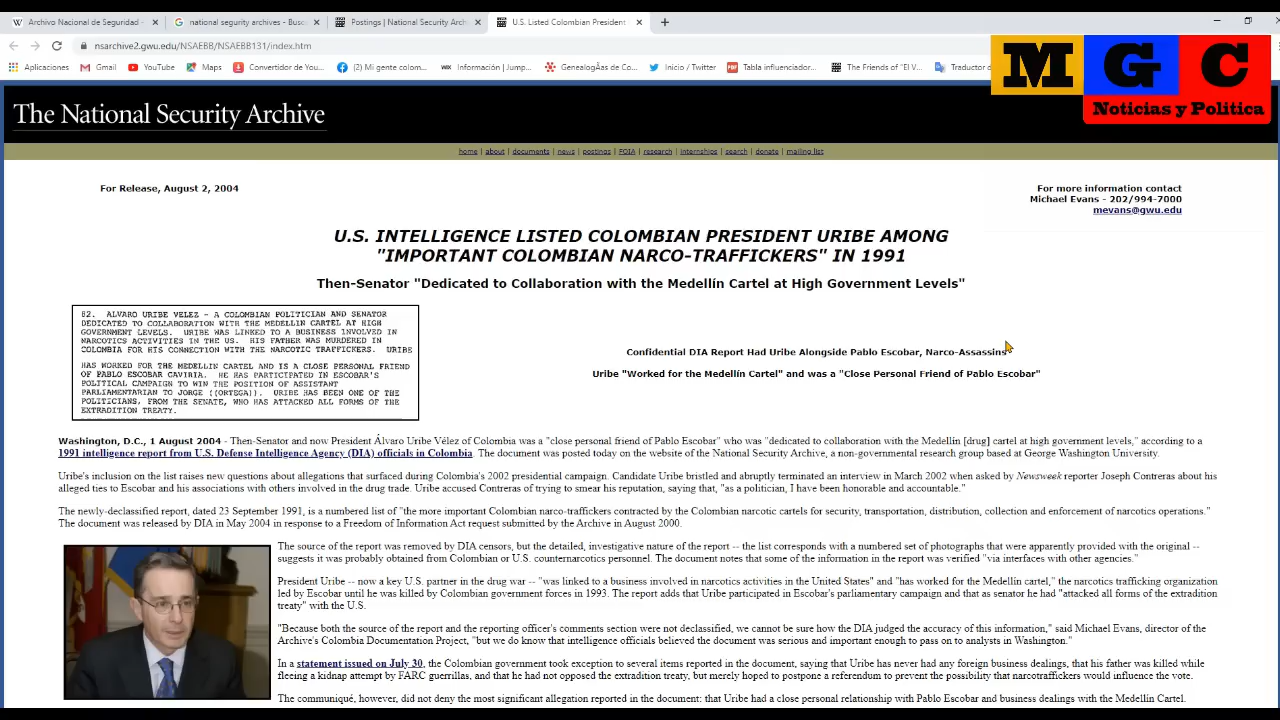 Archivo Nacional de Seguridad -
national segurity archives - Busc
Postings | National Security Arch
U.S. Listed Colombian President
nsarchive2.gwu.edu/NSAEBB/NSAEBB131/index.htm
Aplicaciones
Gmail
YouTube
Maps
Convertidor de You...
(2) Mi gente colom...
Información | Jump...
GenealogÃ­as de Co...
Inicio / Twitter
Tabla influenciador...
The Friends of "El V...
Traductor d
M G C
Noticias y Politica
The National Security Archive
home | about | documents | news | postings | FOIA | research | internships | search | donate | mailing list
For Release, August 2, 2004
For more information contact
Michael Evans - 202/994-7000
mevans@gwu.edu
U.S. INTELLIGENCE LISTED COLOMBIAN PRESIDENT URIBE AMONG
"IMPORTANT COLOMBIAN NARCO-TRAFFICKERS" IN 1991
Then-Senator "Dedicated to Collaboration with the Medellín Cartel at High Government Levels"
82. ALVARO URIBE VELEZ - A COLOMBIAN POLITICIAN AND SENATOR
DEDICATED TO COLLABORATION WITH THE MEDELLIN CARTEL AT HIGH
GOVERNMENT LEVELS. URIBE WAS LINKED TO A BUSINESS INVOLVED IN
NARCOTICS ACTIVITIES IN THE US. HIS FATHER WAS MURDERED IN
COLOMBIA FOR HIS CONNECTION WITH THE NARCOTIC TRAFFICKERS. URIBE
HAS WORKED FOR THE MEDELLIN CARTEL AND IS A CLOSE PERSONAL FRIEND
OF PABLO ESCOBAR GAVIRIA. HE HAS PARTICIPATED IN ESCOBAR'S
POLITICAL CAMPAIGN TO WIN THE POSITION OF ASSISTANT
PARLIAMENTARIAN TO JORGE ((ORTEGA)). URIBE HAS BEEN ONE OF THE
POLITICIANS, FROM THE SENATE, WHO HAS ATTACKED ALL FORMS OF THE
EXTRADITION TREATY.
Confidential DIA Report Had Uribe Alongside Pablo Escobar, Narco-Assassins
Uribe "Worked for the Medellín Cartel" and was a "Close Personal Friend of Pablo Escobar"
Washington, D.C., 1 August 2004 - Then-Senator and now President Álvaro Uribe Vélez of Colombia was a "close personal friend of Pablo Escobar" who was "dedicated to collaboration with the Medellín [drug] cartel at high government levels," according to a
1991 intelligence report from U.S. Defense Intelligence Agency (DIA) officials in Colombia. The document was posted today on the website of the National Security Archive, a non-governmental research group based at George Washington University.
Uribe's inclusion on the list raises new questions about allegations that surfaced during Colombia's 2002 presidential campaign. Candidate Uribe bristled and abruptly terminated an interview in March 2002 when asked by Newsweek reporter Joseph Contreras about his
alleged ties to Escobar and his associations with others involved in the drug trade. Uribe accused Contreras of trying to smear his reputation, saying that, "as a politician, I have been honorable and accountable."
The newly-declassified report, dated 23 September 1991, is a numbered list of "the more important Colombian narco-traffickers contracted by the Colombian narcotic cartels for security, transportation, distribution, collection and enforcement of narcotics operations."
The document was released by DIA in May 2004 in response to a Freedom of Information Act request submitted by the Archive in August 2000.
The source of the report was removed by DIA censors, but the detailed, investigative nature of the report -- the list corresponds with a numbered set of photographs that were apparently provided with the original --
suggests it was probably obtained from Colombian or U.S. counternarcotics personnel. The document notes that some of the information in the report was verified "via interfaces with other agencies."
President Uribe -- now a key U.S. partner in the drug war -- "was linked to a business involved in narcotics activities in the United States" and "has worked for the Medellín cartel," the narcotics trafficking organization
led by Escobar until he was killed by Colombian government forces in 1993. The report adds that Uribe participated in Escobar's parliamentary campaign and that as senator he had "attacked all forms of the extradition
treaty" with the U.S.
"Because both the source of the report and the reporting officer's comments section were not declassified, we cannot be sure how the DIA judged the accuracy of this information," said Michael Evans, director of the
Archive's Colombia Documentation Project, "but we do know that intelligence officials believed the document was serious and important enough to pass on to analysts in Washington."
In a statement issued on July 30, the Colombian government took exception to several items reported in the document, saying that Uribe has never had any foreign business dealings, that his father was killed while
fleeing a kidnap attempt by FARC guerrillas, and that he had not opposed the extradition treaty, but merely hoped to postpone a referendum to prevent the possibility that narcotraffickers would influence the vote.
The communiqué, however, did not deny the most significant allegation reported in the document: that Uribe had a close personal relationship with Pablo Escobar and business dealings with the Medellín Cartel.